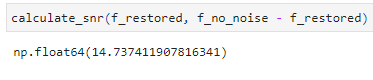 calculate_snr(f_restored, f_no_noise - f_restored)
np.float64(14.737411907816341)